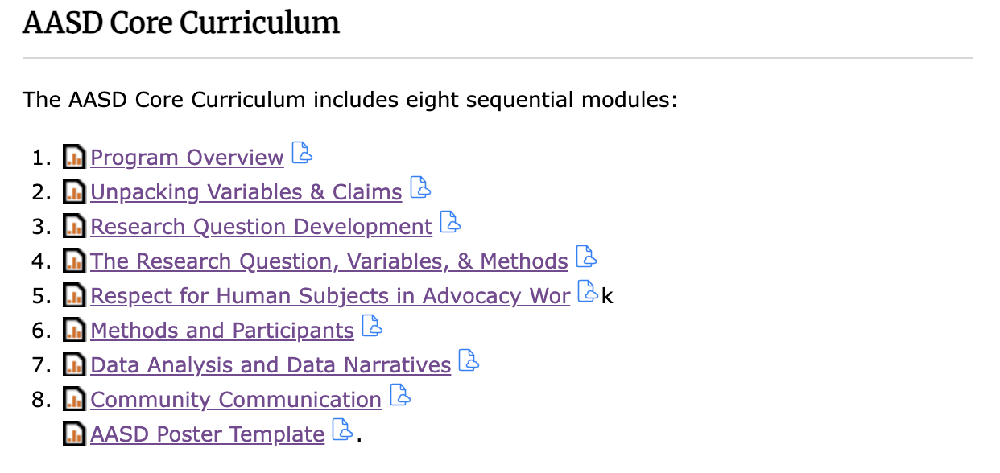 AASD Core Curriculum
The AASD Core Curriculum includes eight sequential modules:
1. Program Overview
2. Unpacking Variables & Claims
3. Research Question Development
4. The Research Question, Variables, & Methods
5. Respect for Human Subjects in Advocacy Work
6. Methods and Participants
7. Data Analysis and Data Narratives
8. Community Communication
AASD Poster Template.